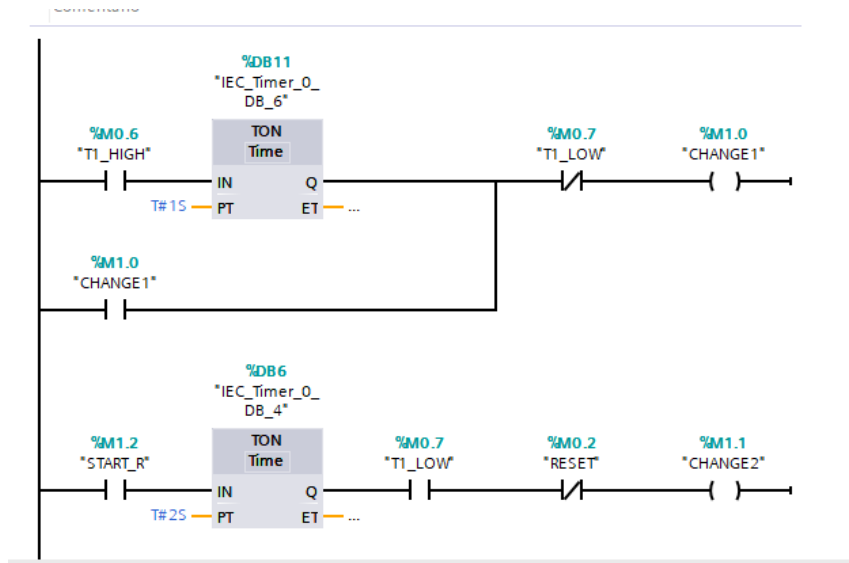 Comentario
%DB11
"IEC_Timer_0_
DB_6"
%M0.6
"T1_HIGH"
TON
Time
%M0.7
"T1_LOW"
%M1.0
"CHANGE1"
IN
Q
T#1S
PT
ET
...
%M1.0
"CHANGE1"
%DB6
"IEC_Timer_0_
DB_4"
%M1.2
"START_R"
TON
Time
%M0.7
"T1_LOW"
%M0.2
"RESET"
%M1.1
"CHANGE2"
IN
Q
T#2S
PT
ET
...